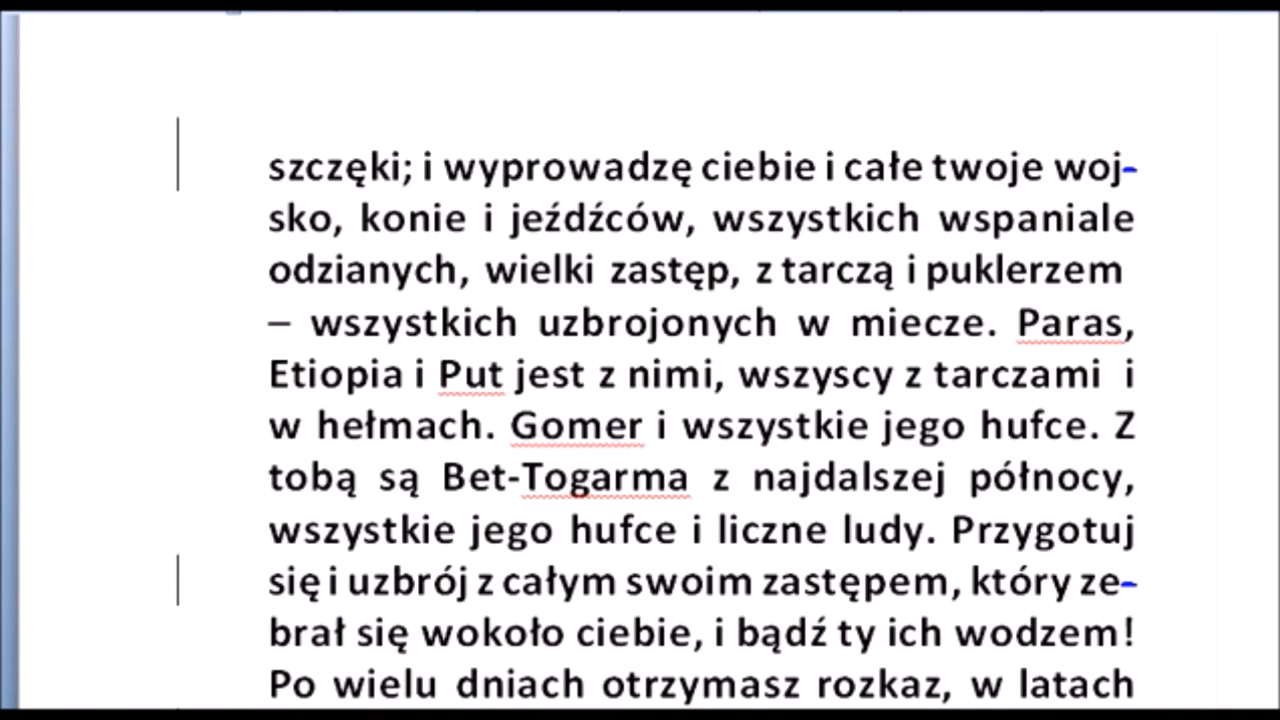 szczęki; i wyprowadzę ciebie i całe twoje woj-
sko, konie i jeźdźców, wszystkich wspaniale
odzianych, wielki zastęp, z tarczą i puklerzem
– wszystkich uzbrojonych w miecze. Paras,
Etiopia i Put jest z nimi, wszyscy z tarczami i
w hełmach. Gomer i wszystkie jego hufce. Z
tobą są Bet-Togarma z najdalszej północy,
wszystkie jego hufce i liczne ludy. Przygotuj
się i uzbrój z całym swoim zastępem, który ze-
brał się wokoło ciebie, i bądź ty ich wodzem!
Po wielu dniach otrzymasz rozkaz, w latach